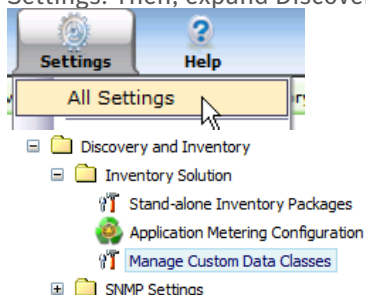 Settings. Then, expand Discover
Settings Help
All Settings
Discovery and Inventory
Inventory Solution
Stand-alone Inventory Packages
Application Metering Configuration
Manage Custom Data Classes
SNMP Settings